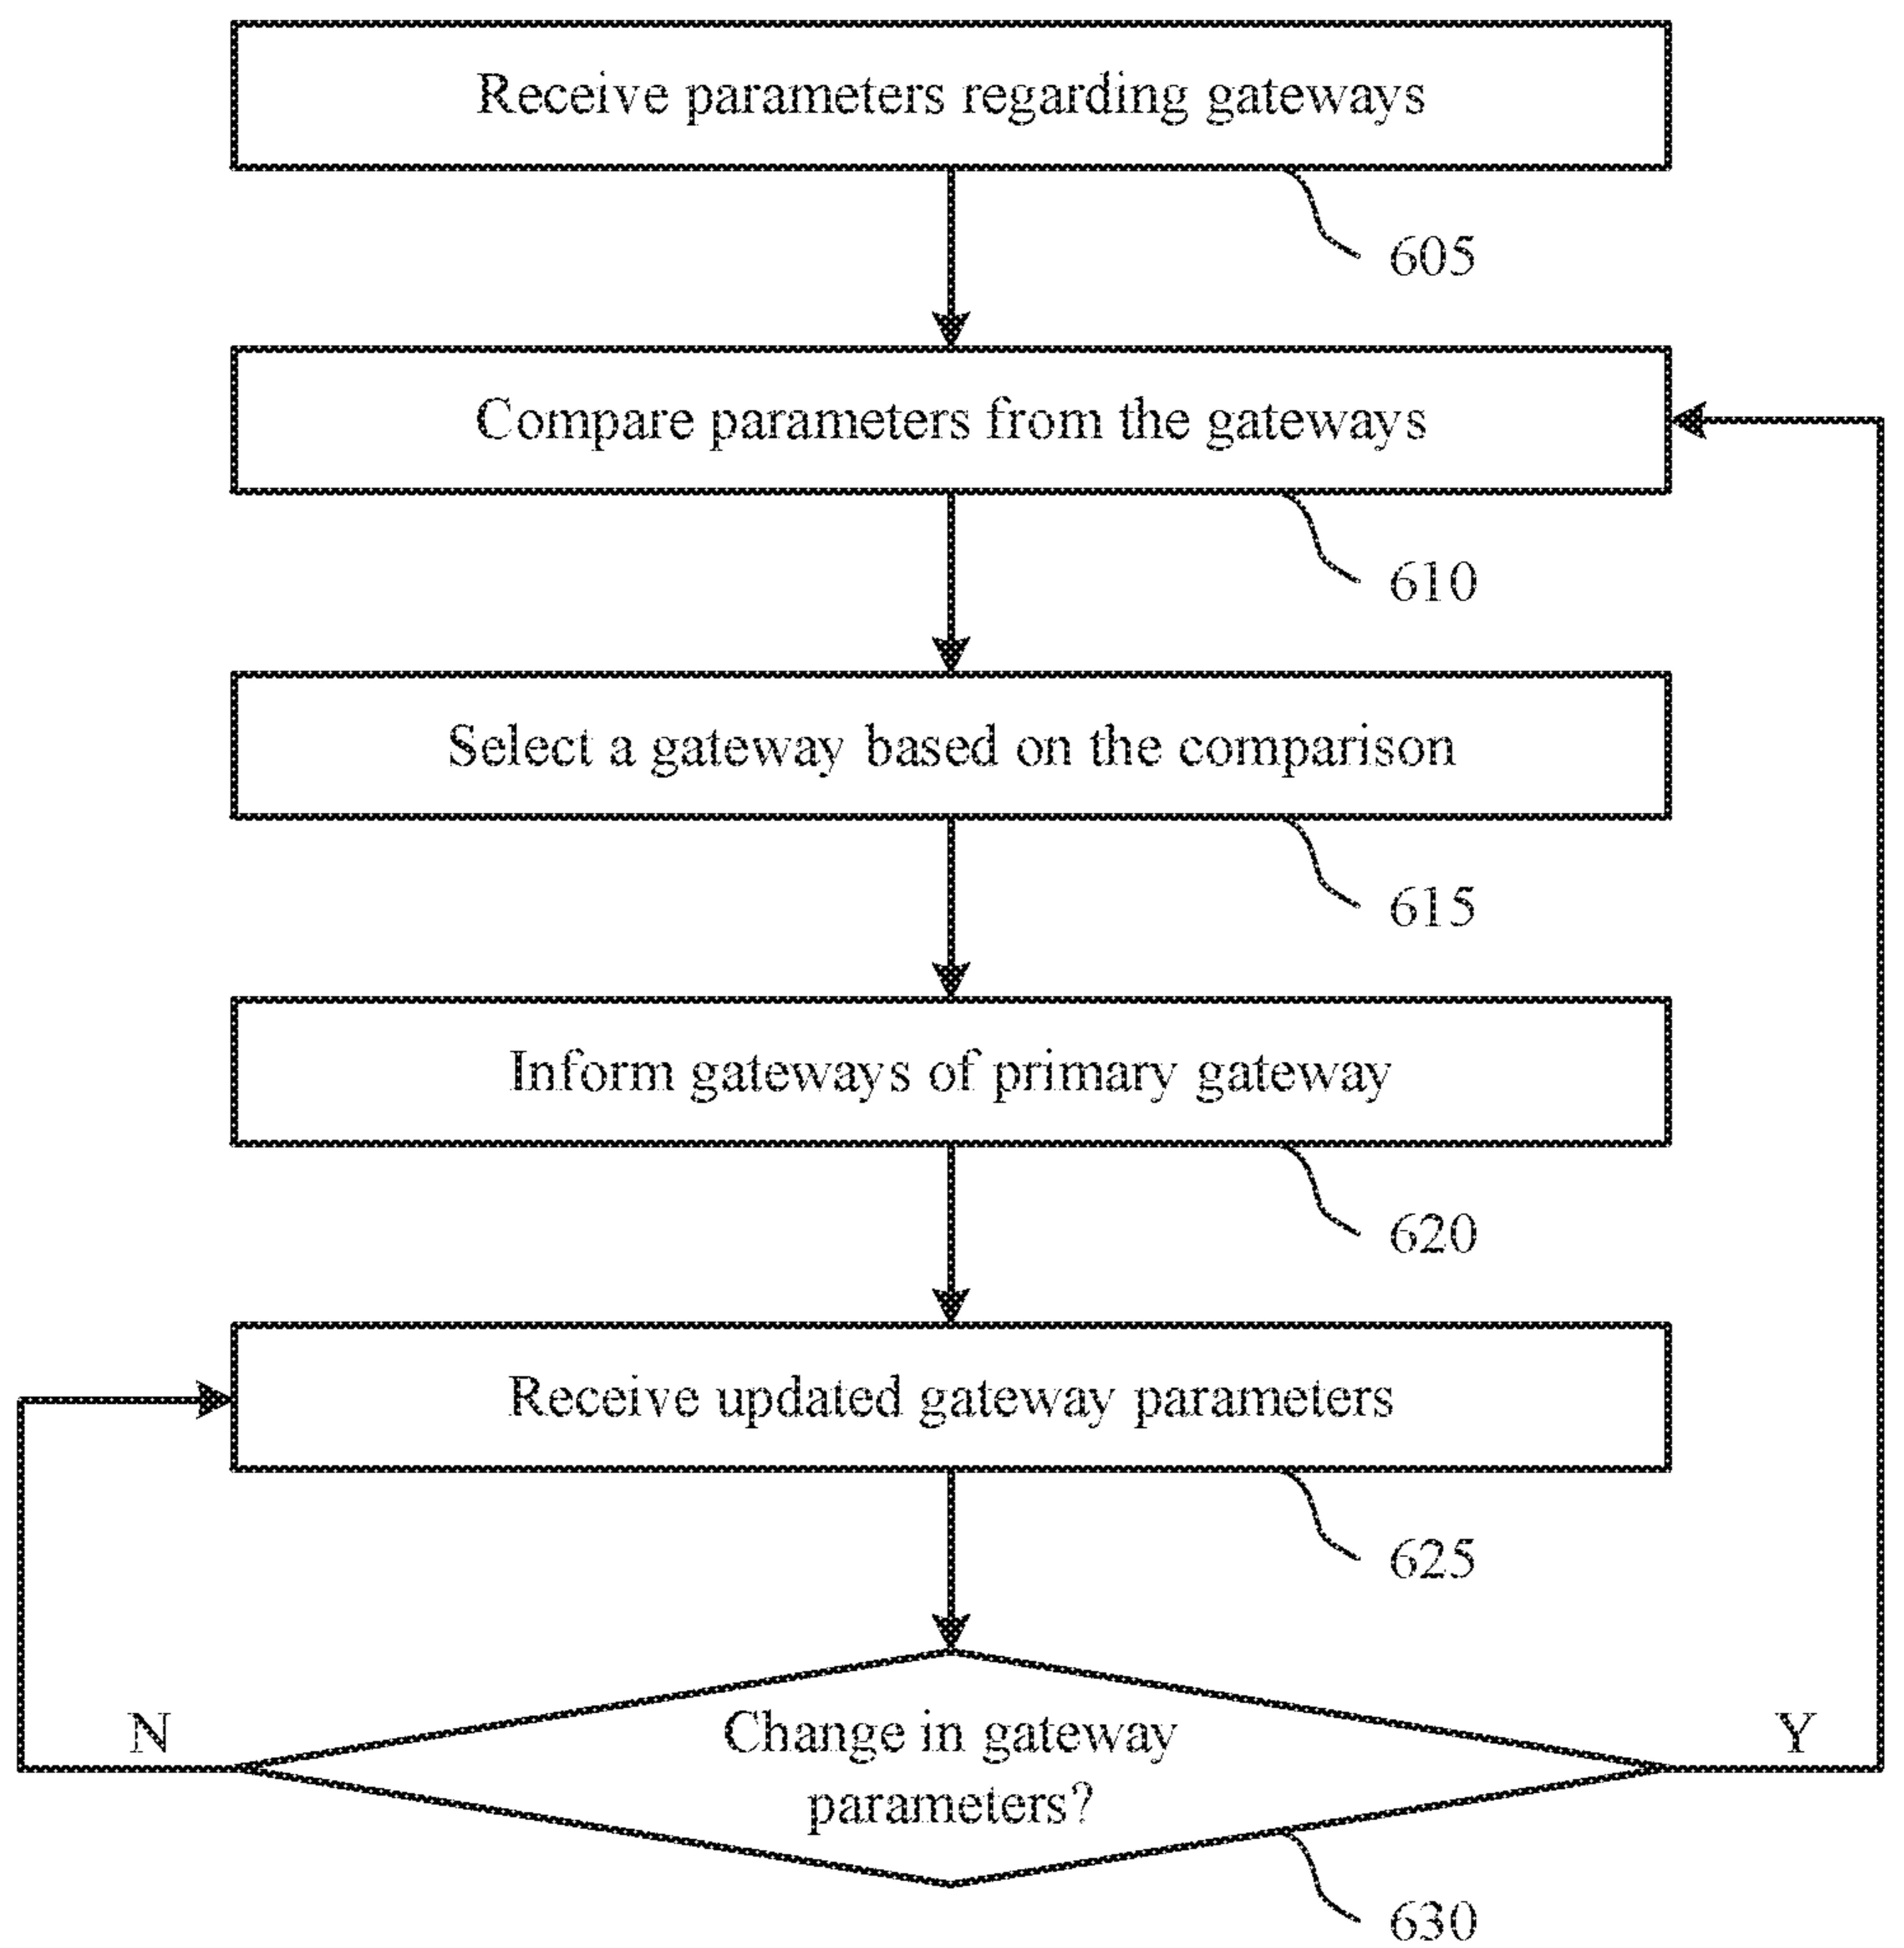 Receive parameters regarding gateways
605
Compare parameters from the gateways
610
Select a gateway based on the comparison
615
Inform gateways of primary gateway
620
Receive updated gateway parameters
625
N
Change in gateway
parameters?
Y
630